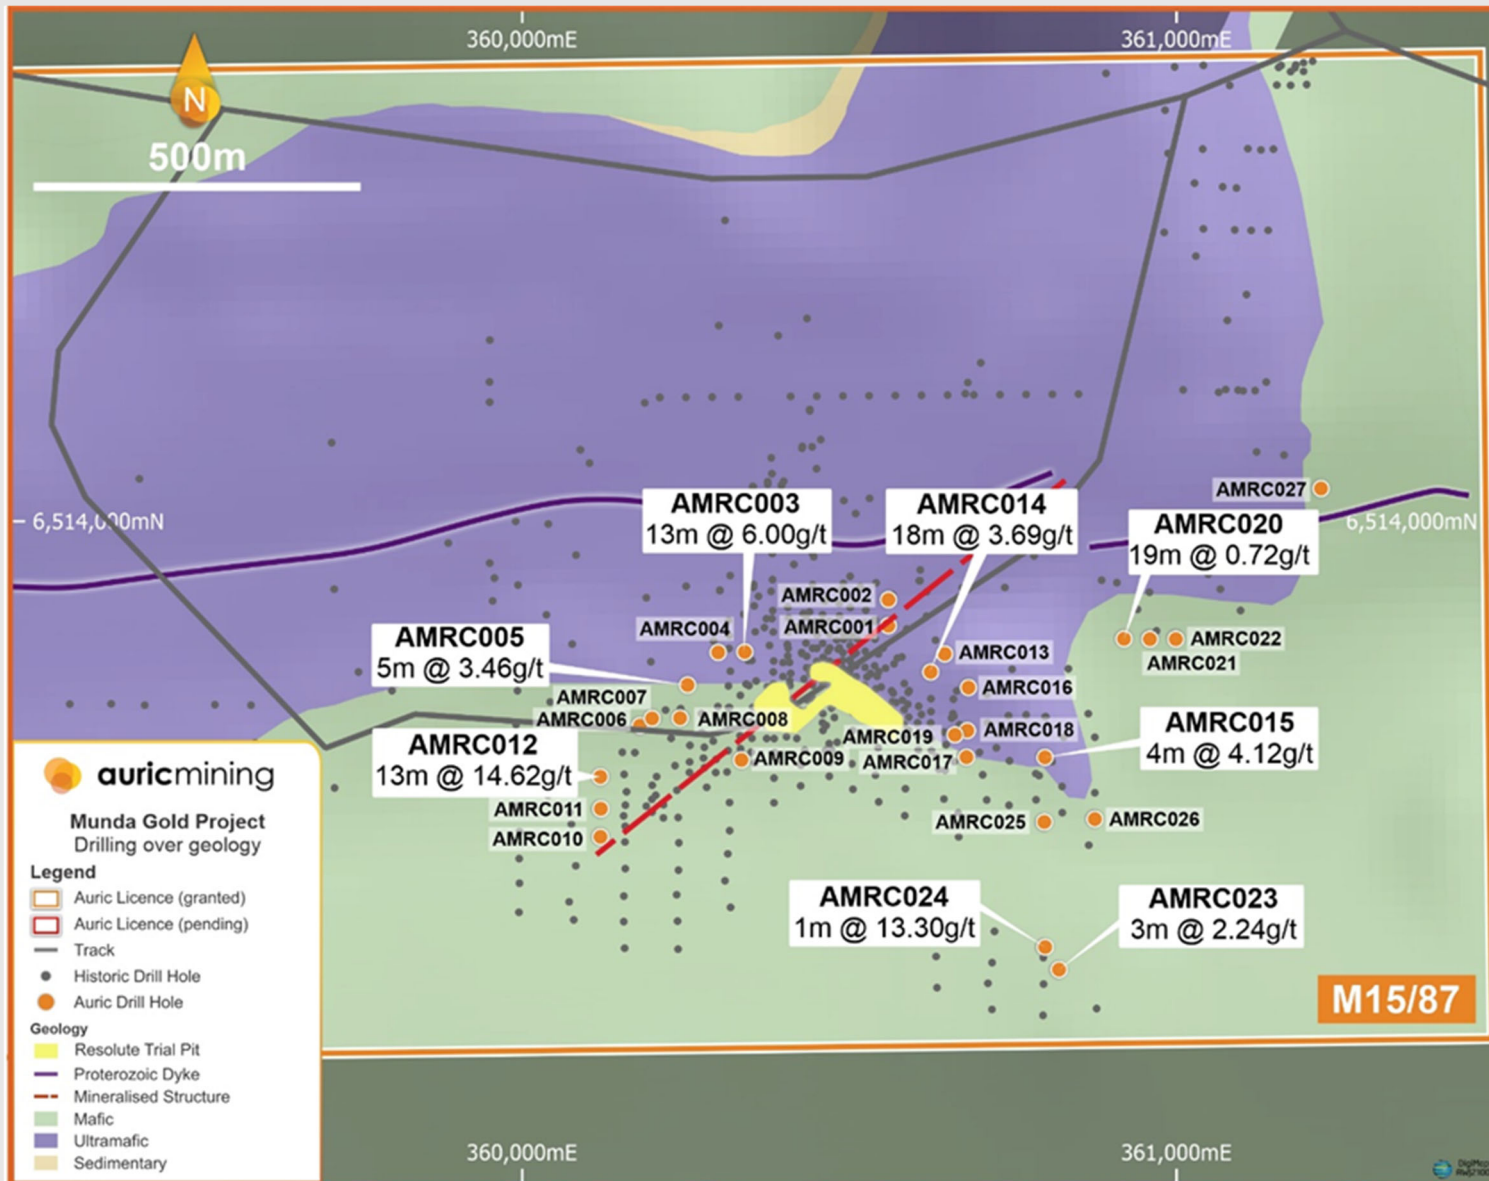 360,000mE
361,000mE
N
500m
6,514,000mN
6,514,000mN
AMRC027
AMRC003
13m @ 6.00g/t
AMRC014
18m @ 3.69g/t
AMRC020
19m @ 0.72g/t
AMRC002
AMRC001
AMRC004
AMRC005
5m @ 3.46g/t
AMRC013
AMRC022
AMRC021
AMRC016
AMRC007
AMRC006
AMRC008
AMRC019
AMRC018
AMRC015
4m @ 4.12g/t
AMRC012
13m @ 14.62g/t
AMRC009
AMRC017
AMRC011
AMRC010
AMRC025
AMRC026
AMRC024
1m @ 13.30g/t
AMRC023
3m @ 2.24g/t
M15/87
auricmining
Munda Gold Project
Drilling over geology
Legend
Auric Licence (granted)
Auric Licence (pending)
Track
Historic Drill Hole
Auric Drill Hole
Geology
Resolute Trial Pit
Proterozoic Dyke
Mineralised Structure
Mafic
Ultramafic
Sedimentary
360,000mE
361,000mE